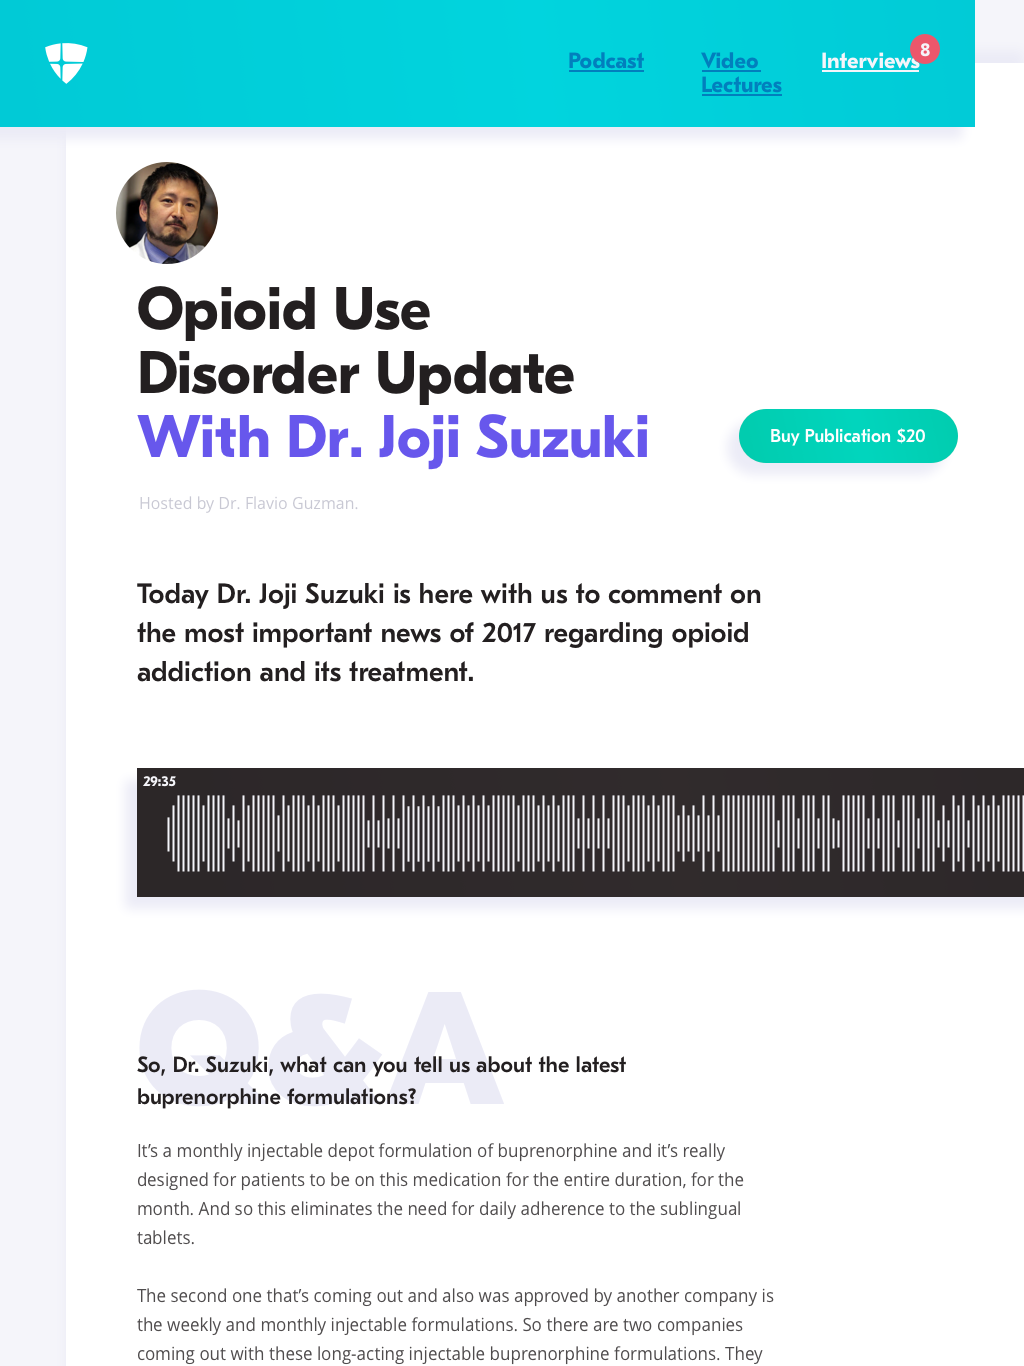 Podcast
Video
Lectures
Interviews
8
Opioid Use
Disorder Update
With Dr. Joji Suzuki
Buy Publication $20
Hosted by Dr. Flavio Guzman.
Today Dr. Joji Suzuki is here with us to comment on
the most important news of 2017 regarding opioid
addiction and its treatment.
29:35
Q&A
So, Dr. Suzuki, what can you tell us about the latest
buprenorphine formulations?
It’s a monthly injectable depot formulation of buprenorphine and it’s really
designed for patients to be on this medication for the entire duration, for the
month. And so this eliminates the need for daily adherence to the sublingual
tablets.
The second one that’s coming out and also was approved by another company is
the weekly and monthly injectable formulations. So there are two companies
coming out with these long-acting injectable buprenorphine formulations. They